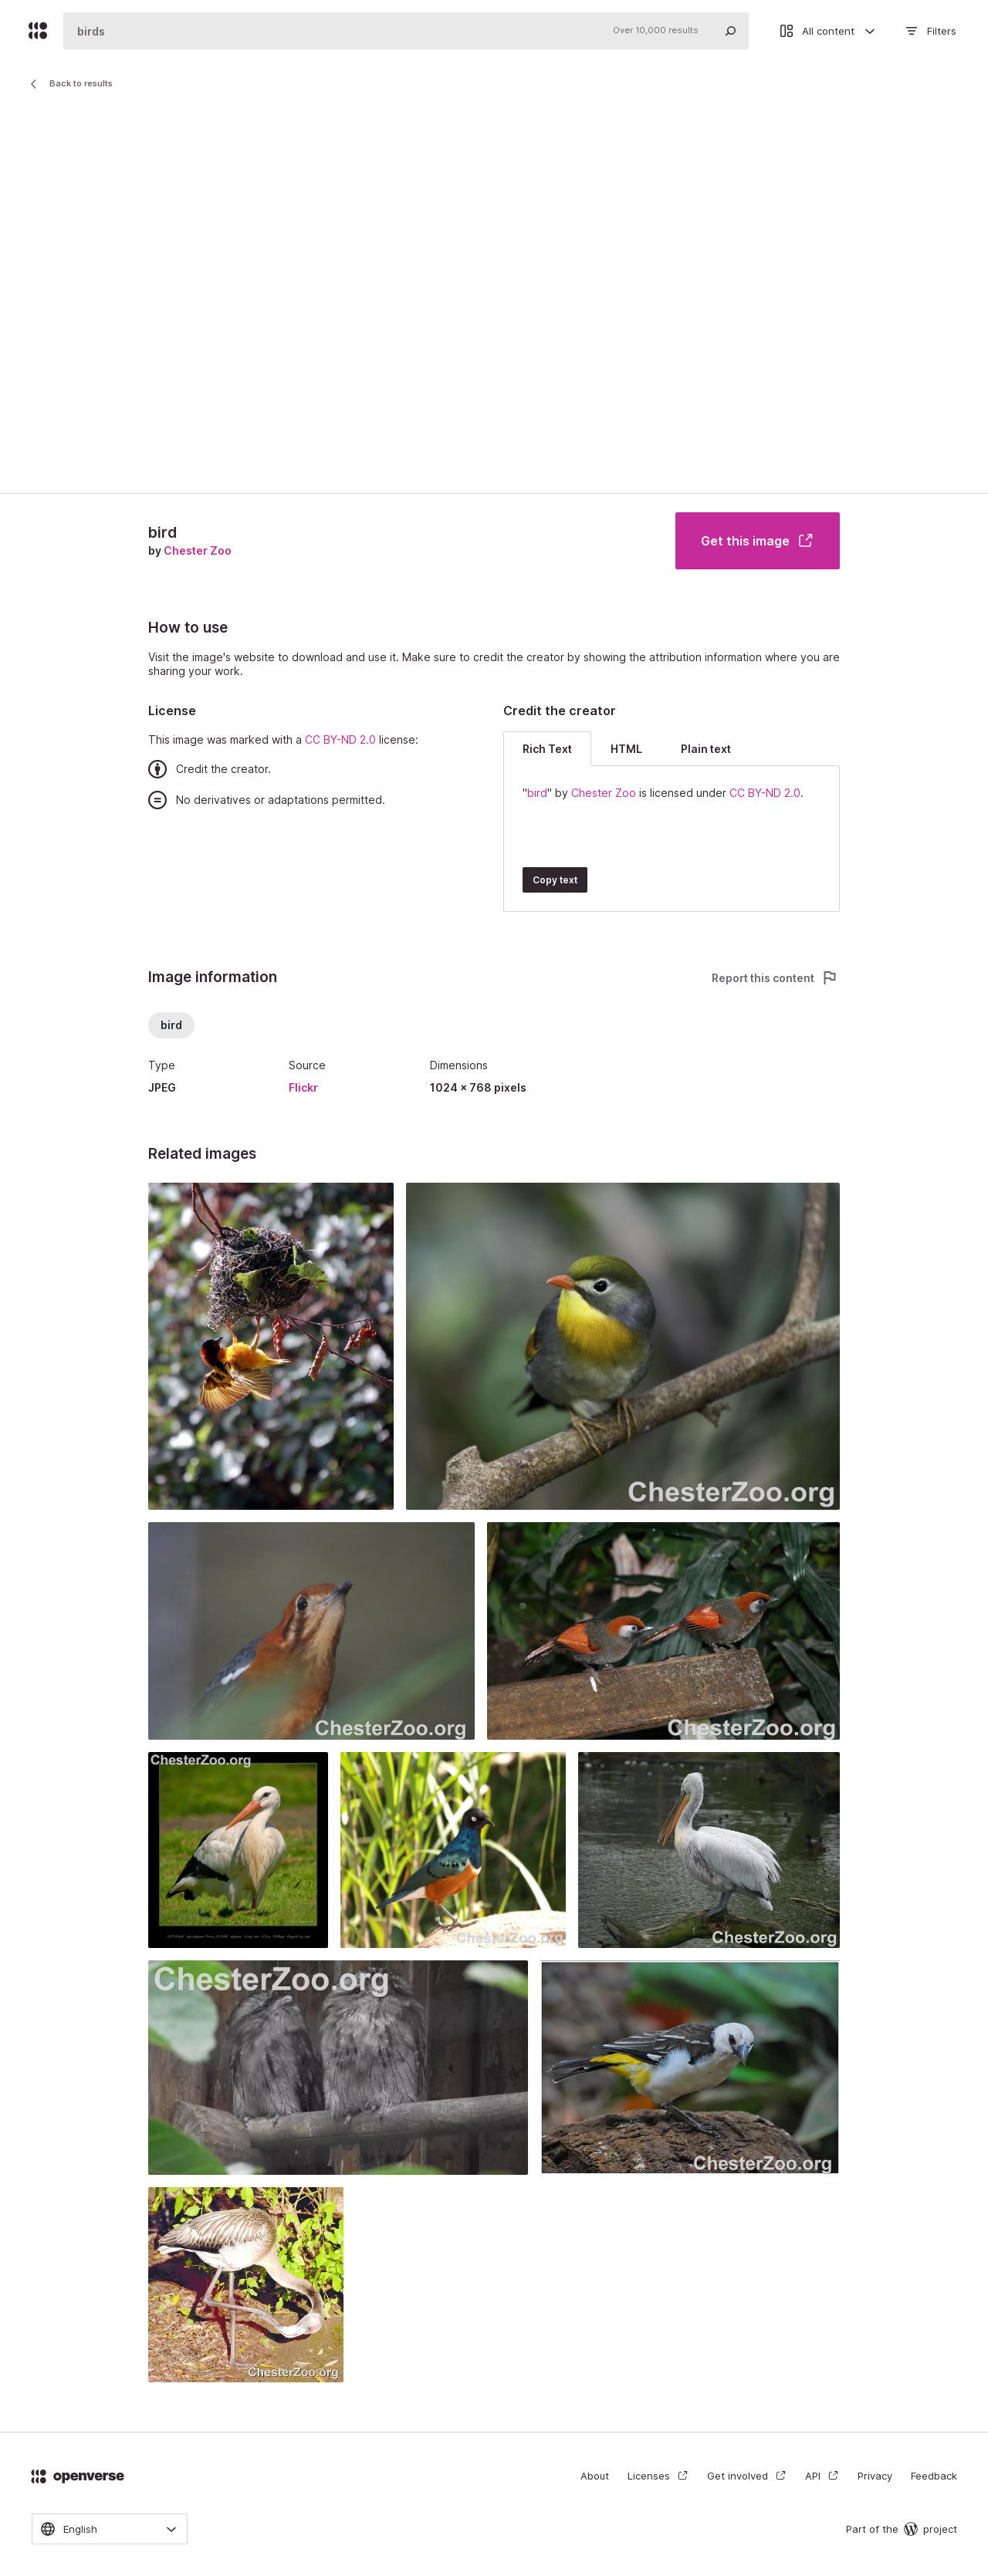 birds
Over 10,000 results
All content
Filters
Back to results
bird
by Chester Zoo
Get this image
How to use
Visit the image's website to download and use it. Make sure to credit the creator by showing the attribution information where you are
sharing your work.
License
This image was marked with a CC BY-ND 2.0 license:
Credit the creator.
No derivatives or adaptations permitted.
Credit the creator
Rich Text
HTML
Plain text
"bird" by Chester Zoo is licensed under CC BY-ND 2.0.
Copy text
Image information
Report this content
bird
Type
JPEG
Source
Flickr
Dimensions
1024 × 768 pixels
Related images
ChesterZoo.org
ChesterZoo.org
ChesterZoo.org
ChesterZoo.org
ChesterZoo.org
ChesterZoo.org
ChesterZoo.org
ChesterZoo.org
ChesterZoo.org
openverse
About
Licenses
Get involved
API
Privacy
Feedback
English
Part of the
project